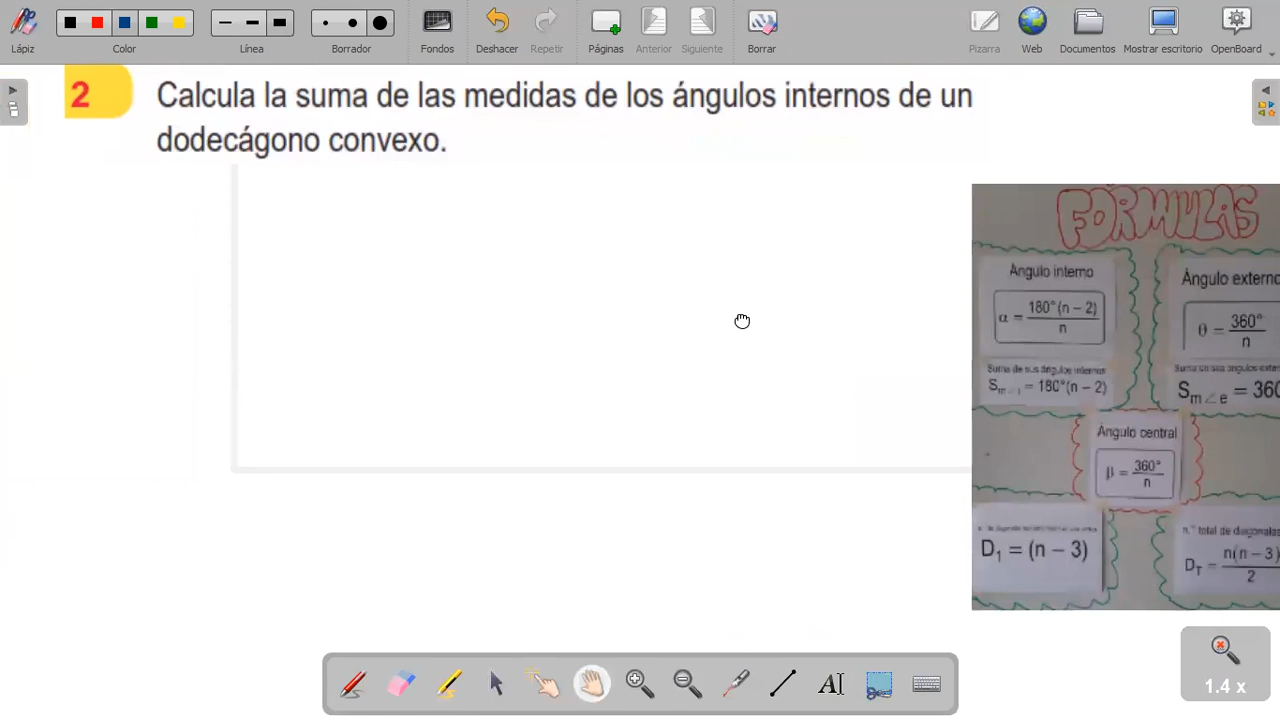 Lápiz
Color
Línea
Borrador
Fondos
Deshacer
Repetir
Páginas
Anterior
Siguiente
Borrar
Pizarra
Web
Documentos
Mostrar escritorio
OpenBoard
2
Calcula la suma de las medidas de los ángulos internos de un
dodecágono convexo.
FORMULAS
Ángulo interno
α = 180°(n – 2) / n
Suma de sus ángulos internos
S m∠i = 180°(n – 2)
Ángulo externo
θ = 360° / n
S m∠e = 360
Ángulo central
β = 360° / n
D₁ = (n – 3)
n.° total de diagonales
D_T = n(n – 3) / 2
1.4 x